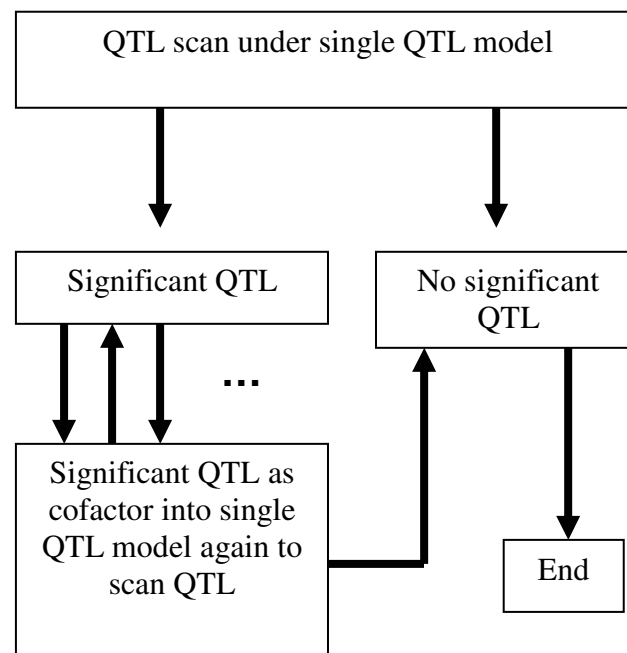 QTL scan under single QTL model
Significant QTL
No significant
QTL
...
Significant QTL as
cofactor into single
QTL model again to
scan QTL
End